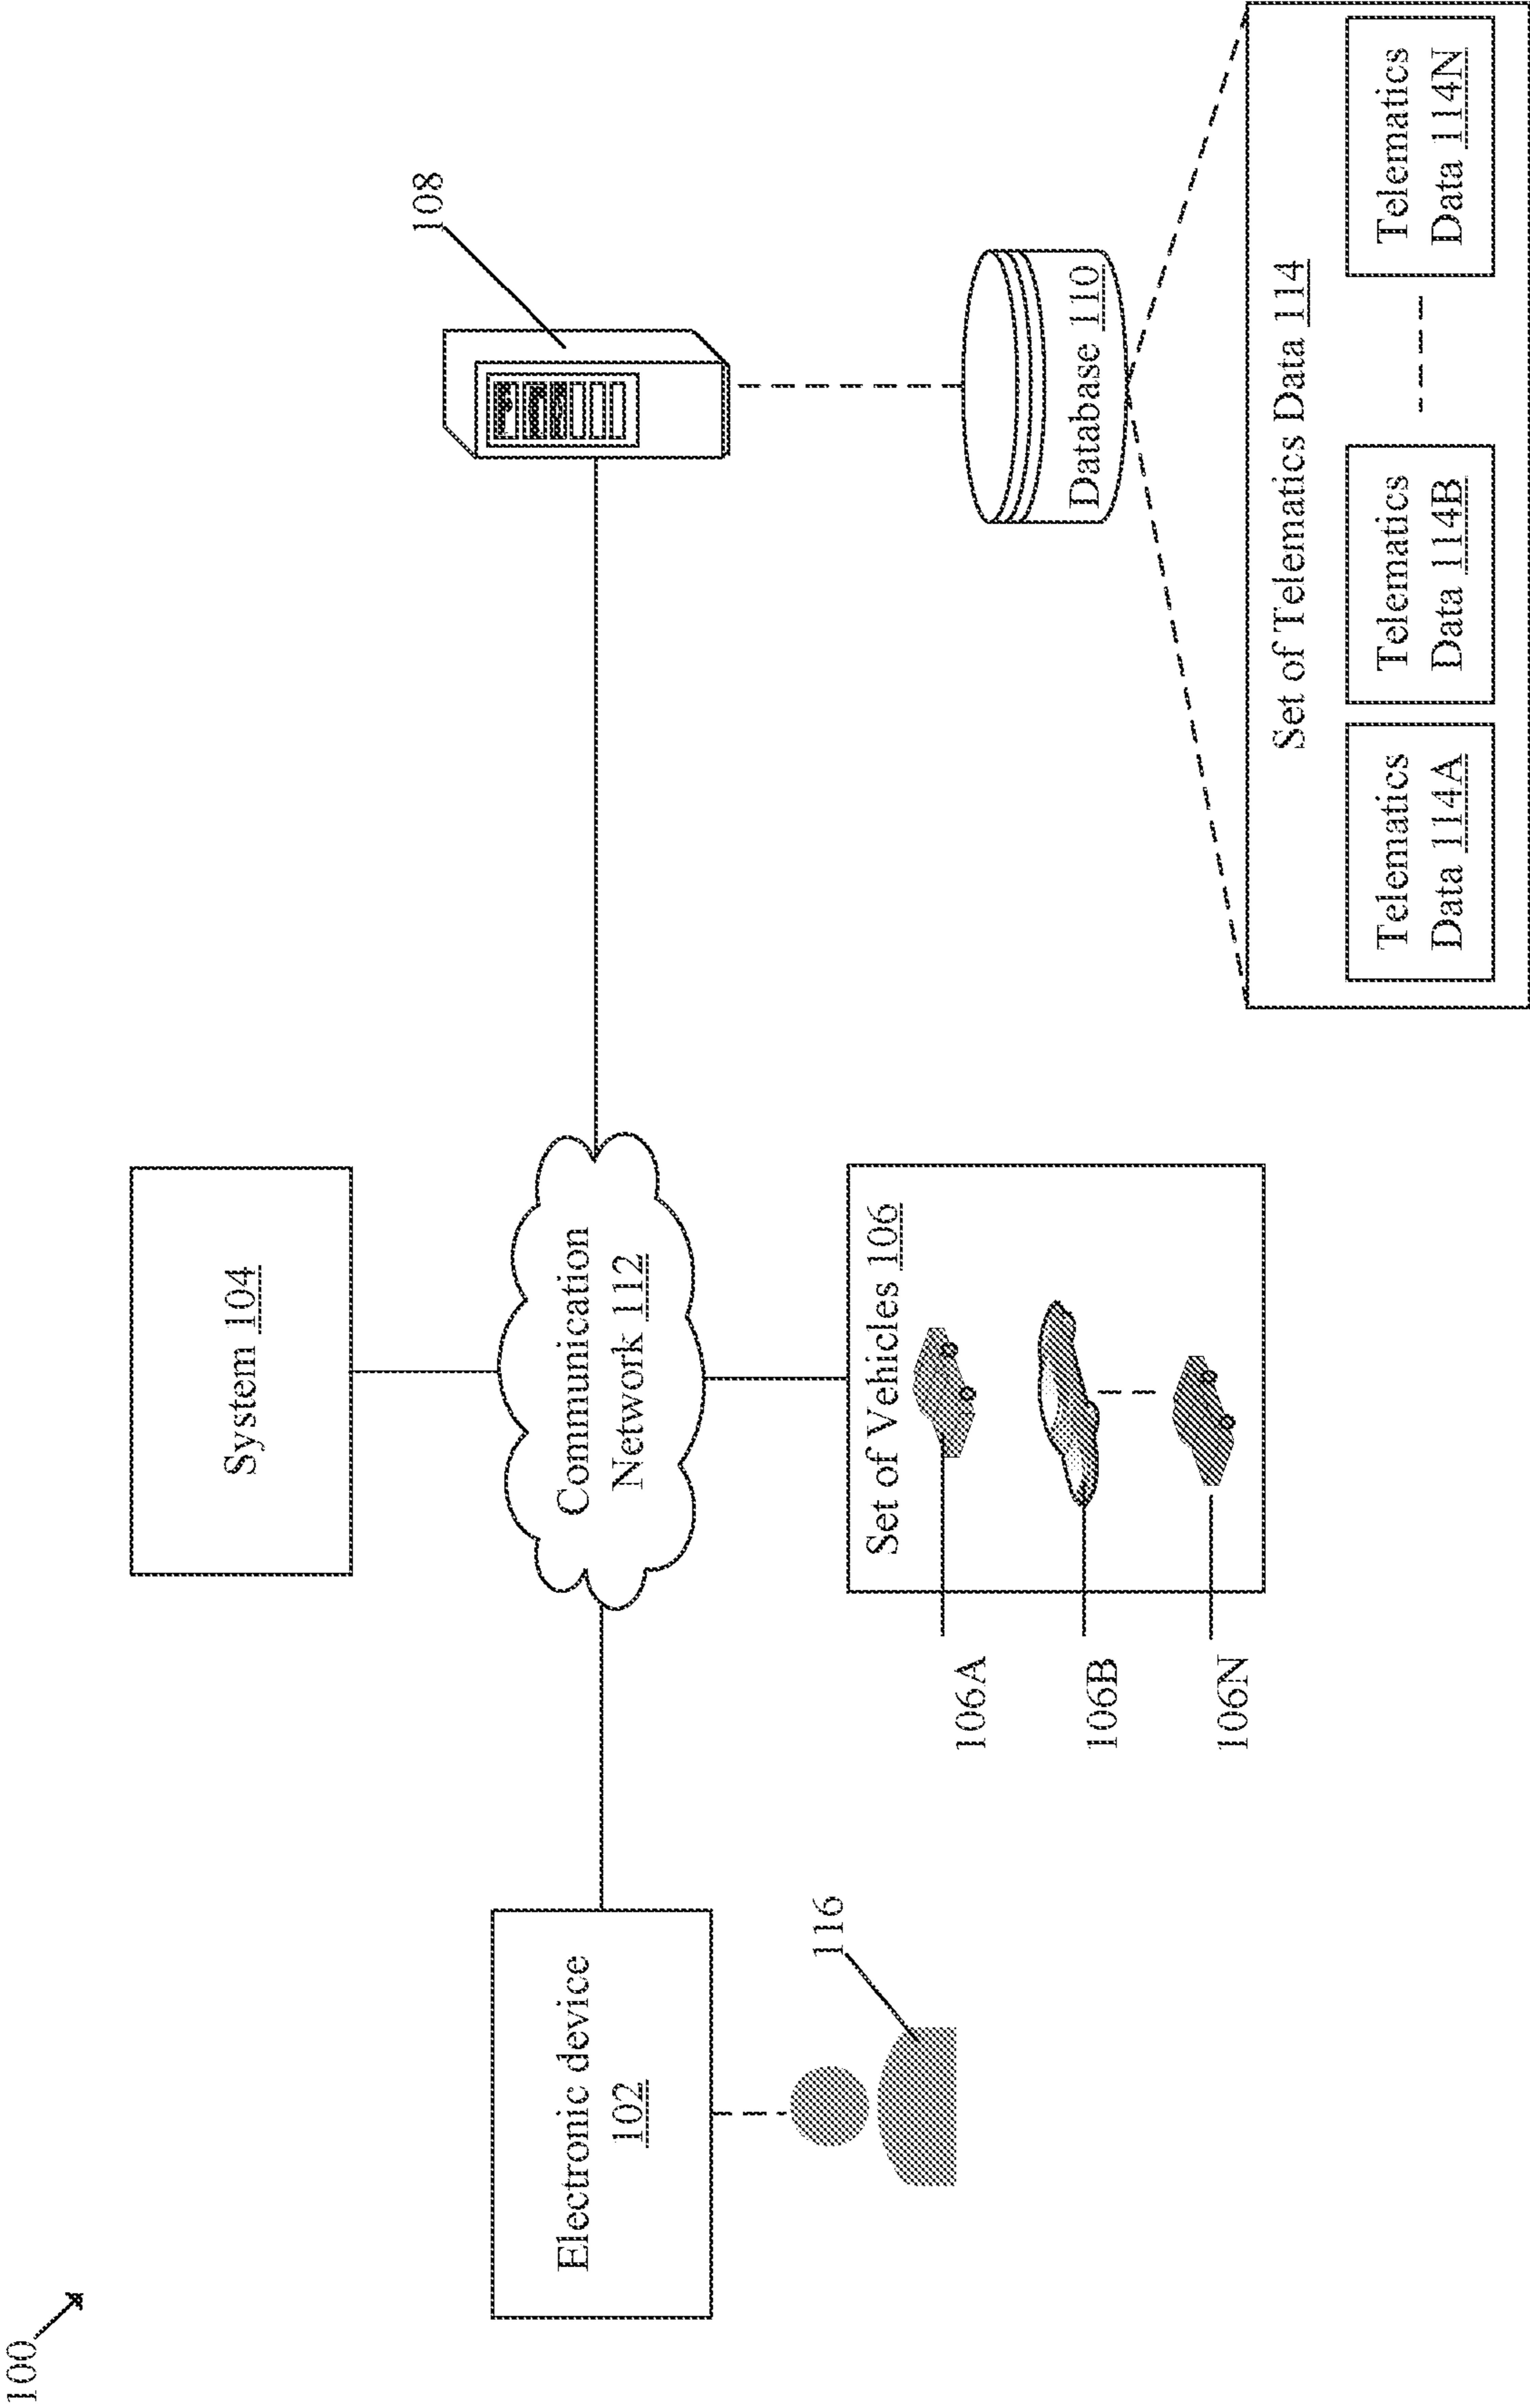 100
System 104
108
Electronic device
102
Communication
Network 112
116
Set of Vehicles 106
106A
106B
106N
Database 110
Set of Telematics Data 114
Telematics
Data 114A
Telematics
Data 114B
Telematics
Data 114N